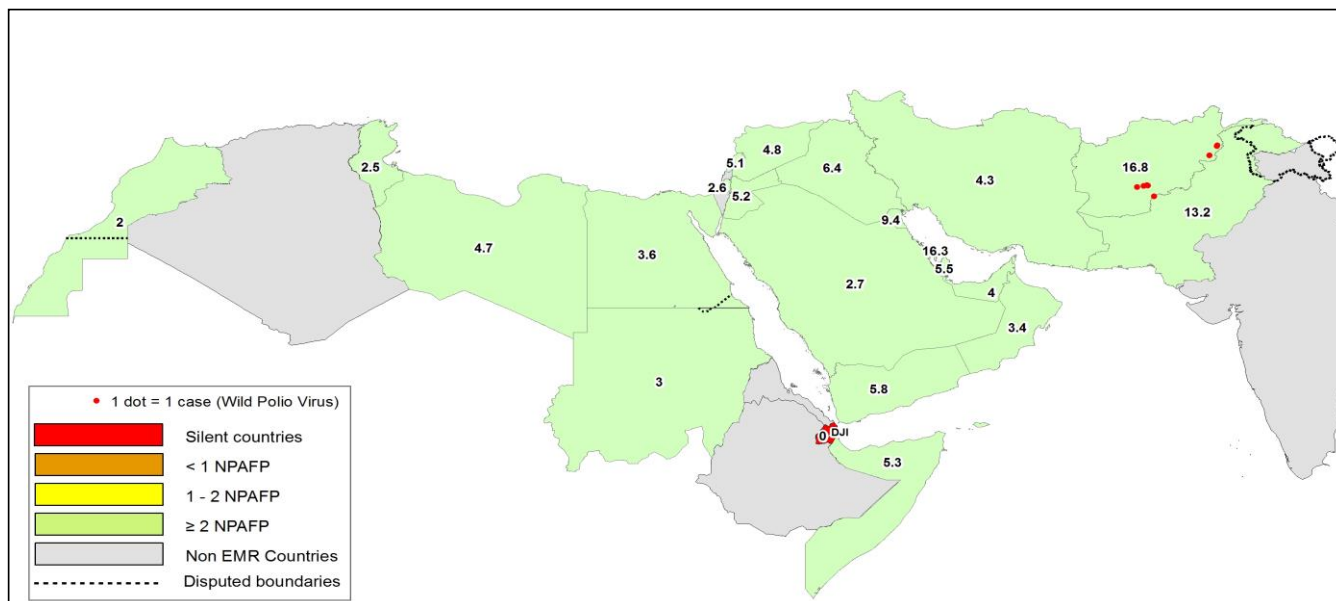 4.8
5.1
2.5
6.4
16.8
2.6
5.2
4.3
13.2
2
9.4
4.7
3.6
16.3
5.5
2.7
4
3.4
3
5.8
0
DJI
5.3
1 dot = 1 case (Wild Polio Virus)
Silent countries
< 1 NPAFP
1 - 2 NPAFP
≥ 2 NPAFP
Non EMR Countries
Disputed boundaries